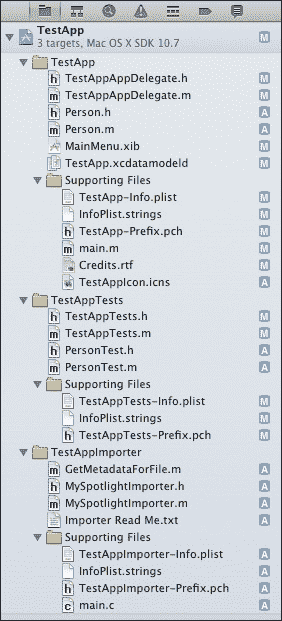 TestApp M
3 targets, Mac OS X SDK 10.7
TestApp
h TestAppAppDelegate.h M
m TestAppAppDelegate.m M
h Person.h A
m Person.m A
MainMenu.xib M
TestApp.xcdatamodeld M
Supporting Files
TestApp-Info.plist M
InfoPlist.strings M
h TestApp-Prefix.pch M
m main.m M
Credits.rtf M
TestAppIcon.icns A
TestAppTests
h TestAppTests.h M
m TestAppTests.m M
h PersonTest.h A
m PersonTest.m A
Supporting Files
TestAppTests-Info.plist M
InfoPlist.strings M
h TestAppTests-Prefix.pch M
TestAppImporter
m GetMetadataForFile.m A
h MySpotlightImporter.h A
m MySpotlightImporter.m A
Importer Read Me.txt A
Supporting Files
TestAppImporter-Info.plist A
InfoPlist.strings A
h TestAppImporter-Prefix.pch A
c main.c A